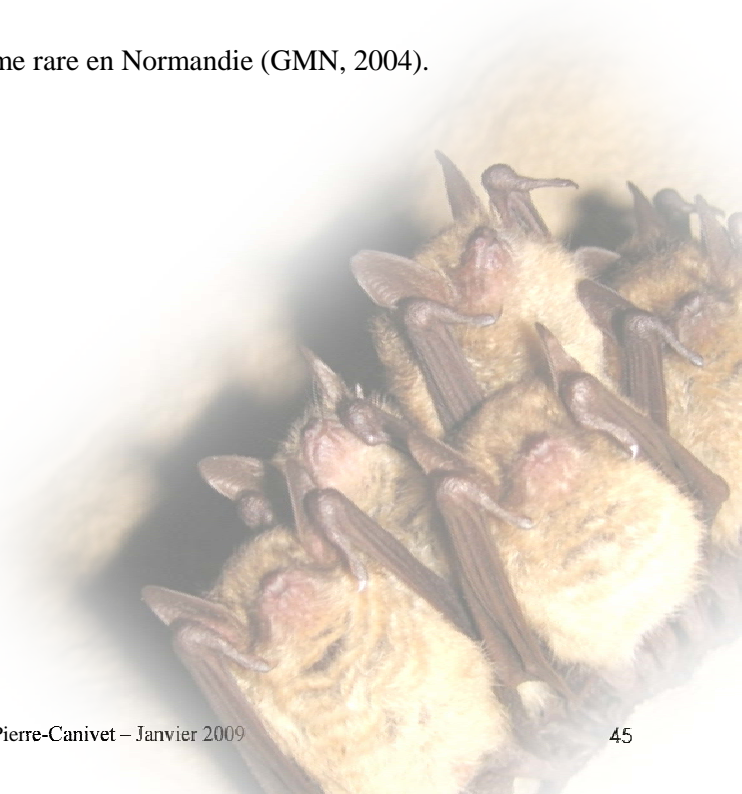 me rare en Normandie (GMN, 2004).
Pierre-Canivet – Janvier 2009
45